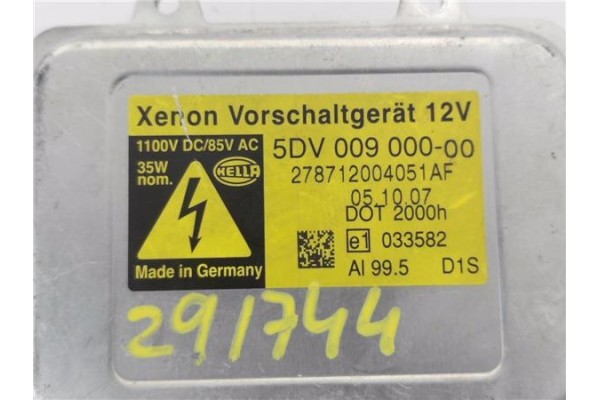 Xenon Vorschaltgerät 12V
1100V DC/85V AC
35W
nom.
HELLA
Made in Germany
5DV 009 000-00
278712004051AF
05.10.07
DOT 2000h
e1 033582
Al 99.5 D1S
291744